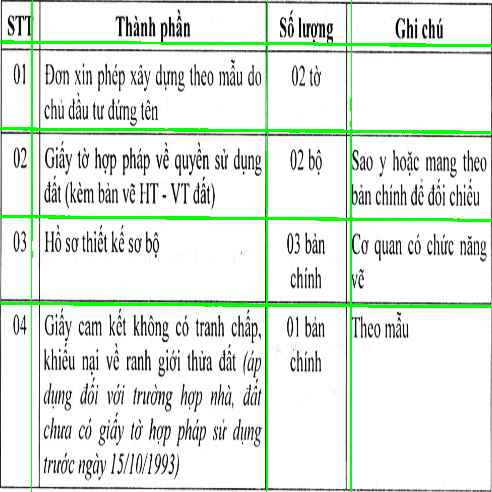 STT Thành phần Số lượng Ghi chú
01 Đơn xin phép xây dựng theo mẫu do 02 tờ
chủ đầu tư đứng tên
02 Giấy tờ hợp pháp về quyền sử dụng 02 bộ Sao y hoặc mang theo
đất (kèm bản vẽ HT - VT đất) bản chính để đối chiếu
03 Hồ sơ thiết kế sơ bộ 03 bản Cơ quan có chức năng
chính vẽ
04 Giấy cam kết không có tranh chấp, 01 bản Theo mẫu
khiếu nại về ranh giới thửa đất (áp chính
dụng đối với trường hợp nhà, đất
chưa có giấy tờ hợp pháp sử dụng
trước ngày 15/10/1993)